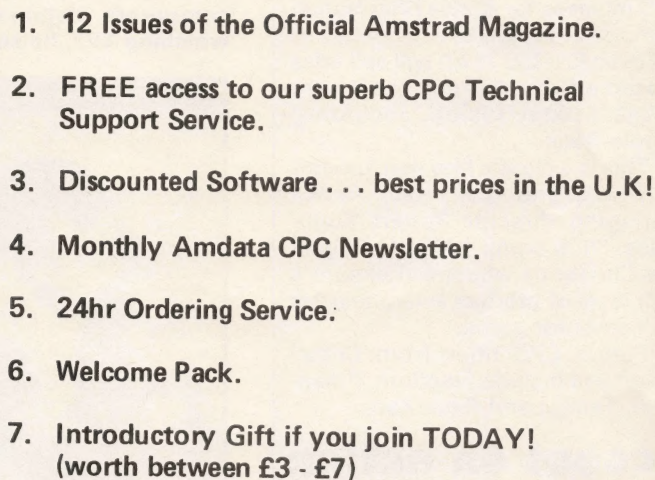 1. 12 Issues of the Official Amstrad Magazine.
2. FREE access to our superb CPC Technical
Support Service.
3. Discounted Software . . . best prices in the U.K!
4. Monthly Amdata CPC Newsletter.
5. 24hr Ordering Service.
6. Welcome Pack.
7. Introductory Gift if you join TODAY!
(worth between £3 - £7)